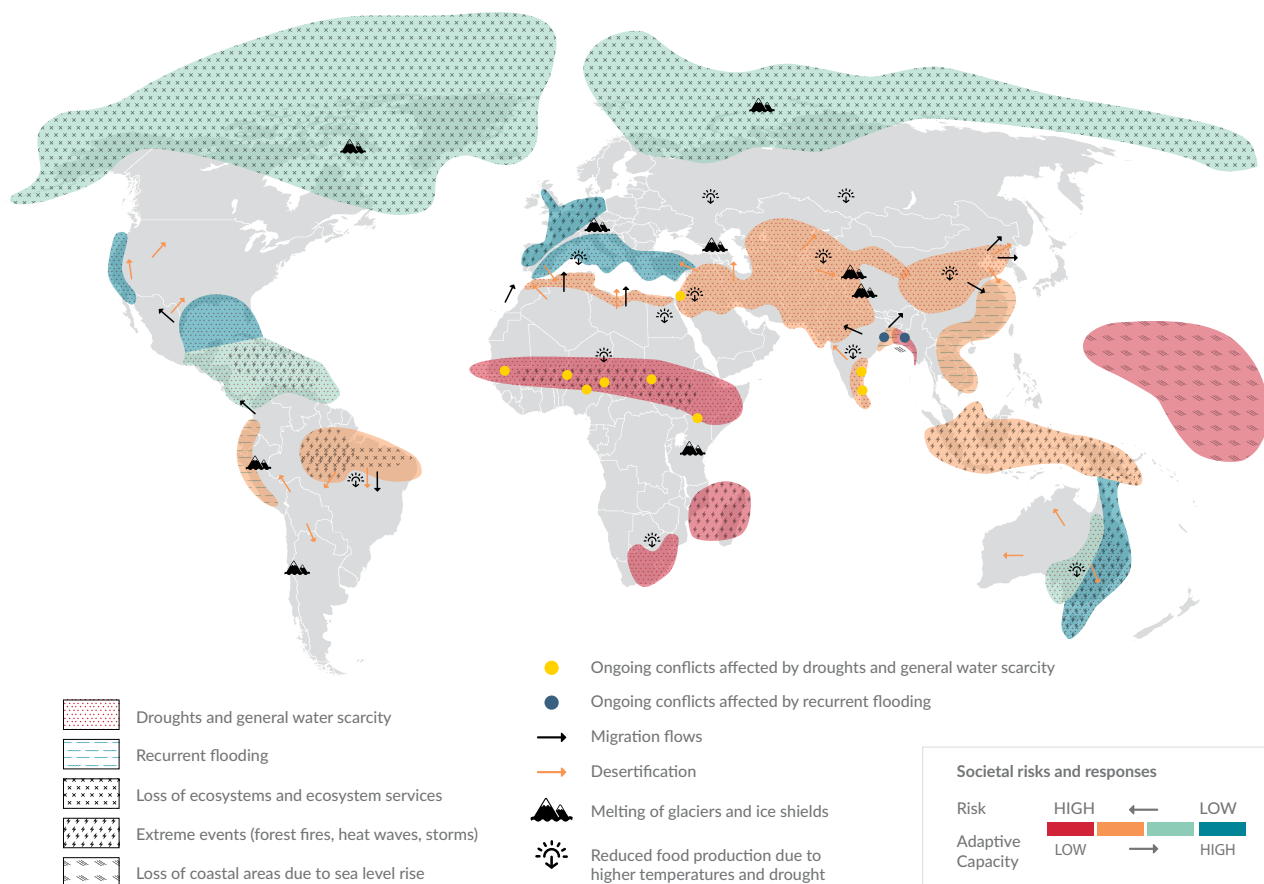 Droughts and general water scarcity
Recurrent flooding
Loss of ecosystems and ecosystem services
Extreme events (forest fires, heat waves, storms)
Loss of coastal areas due to sea level rise
Ongoing conflicts affected by droughts and general water scarcity
Ongoing conflicts affected by recurrent flooding
Migration flows
Desertification
Melting of glaciers and ice shields
Reduced food production due to
higher temperatures and drought
Societal risks and responses
Risk HIGH LOW
Adaptive
Capacity LOW HIGH